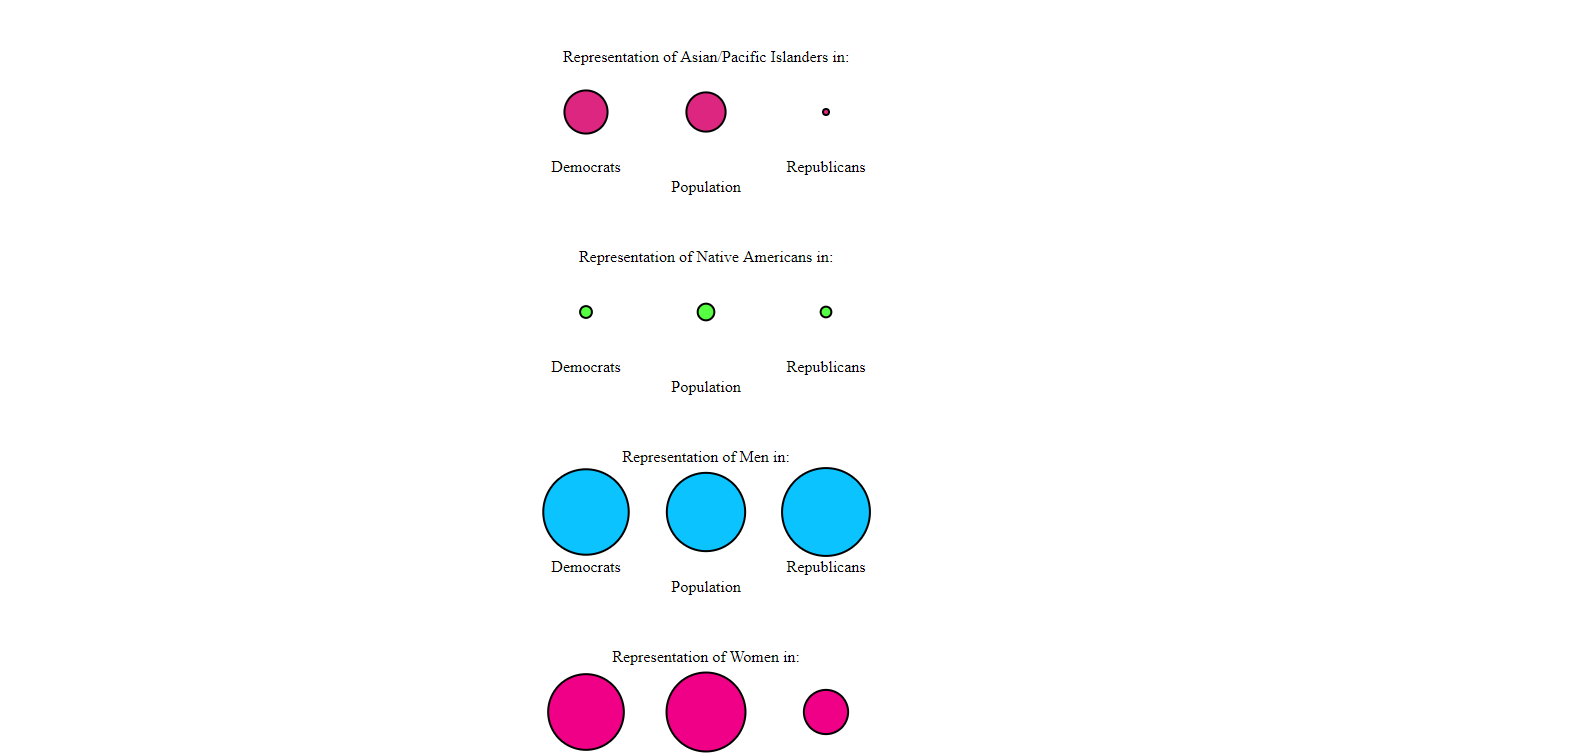 Representation of Asian/Pacific Islanders in:
Democrats
Republicans
Population
Representation of Native Americans in:
Democrats
Republicans
Population
Representation of Men in:
Democrats
Republicans
Population
Representation of Women in: